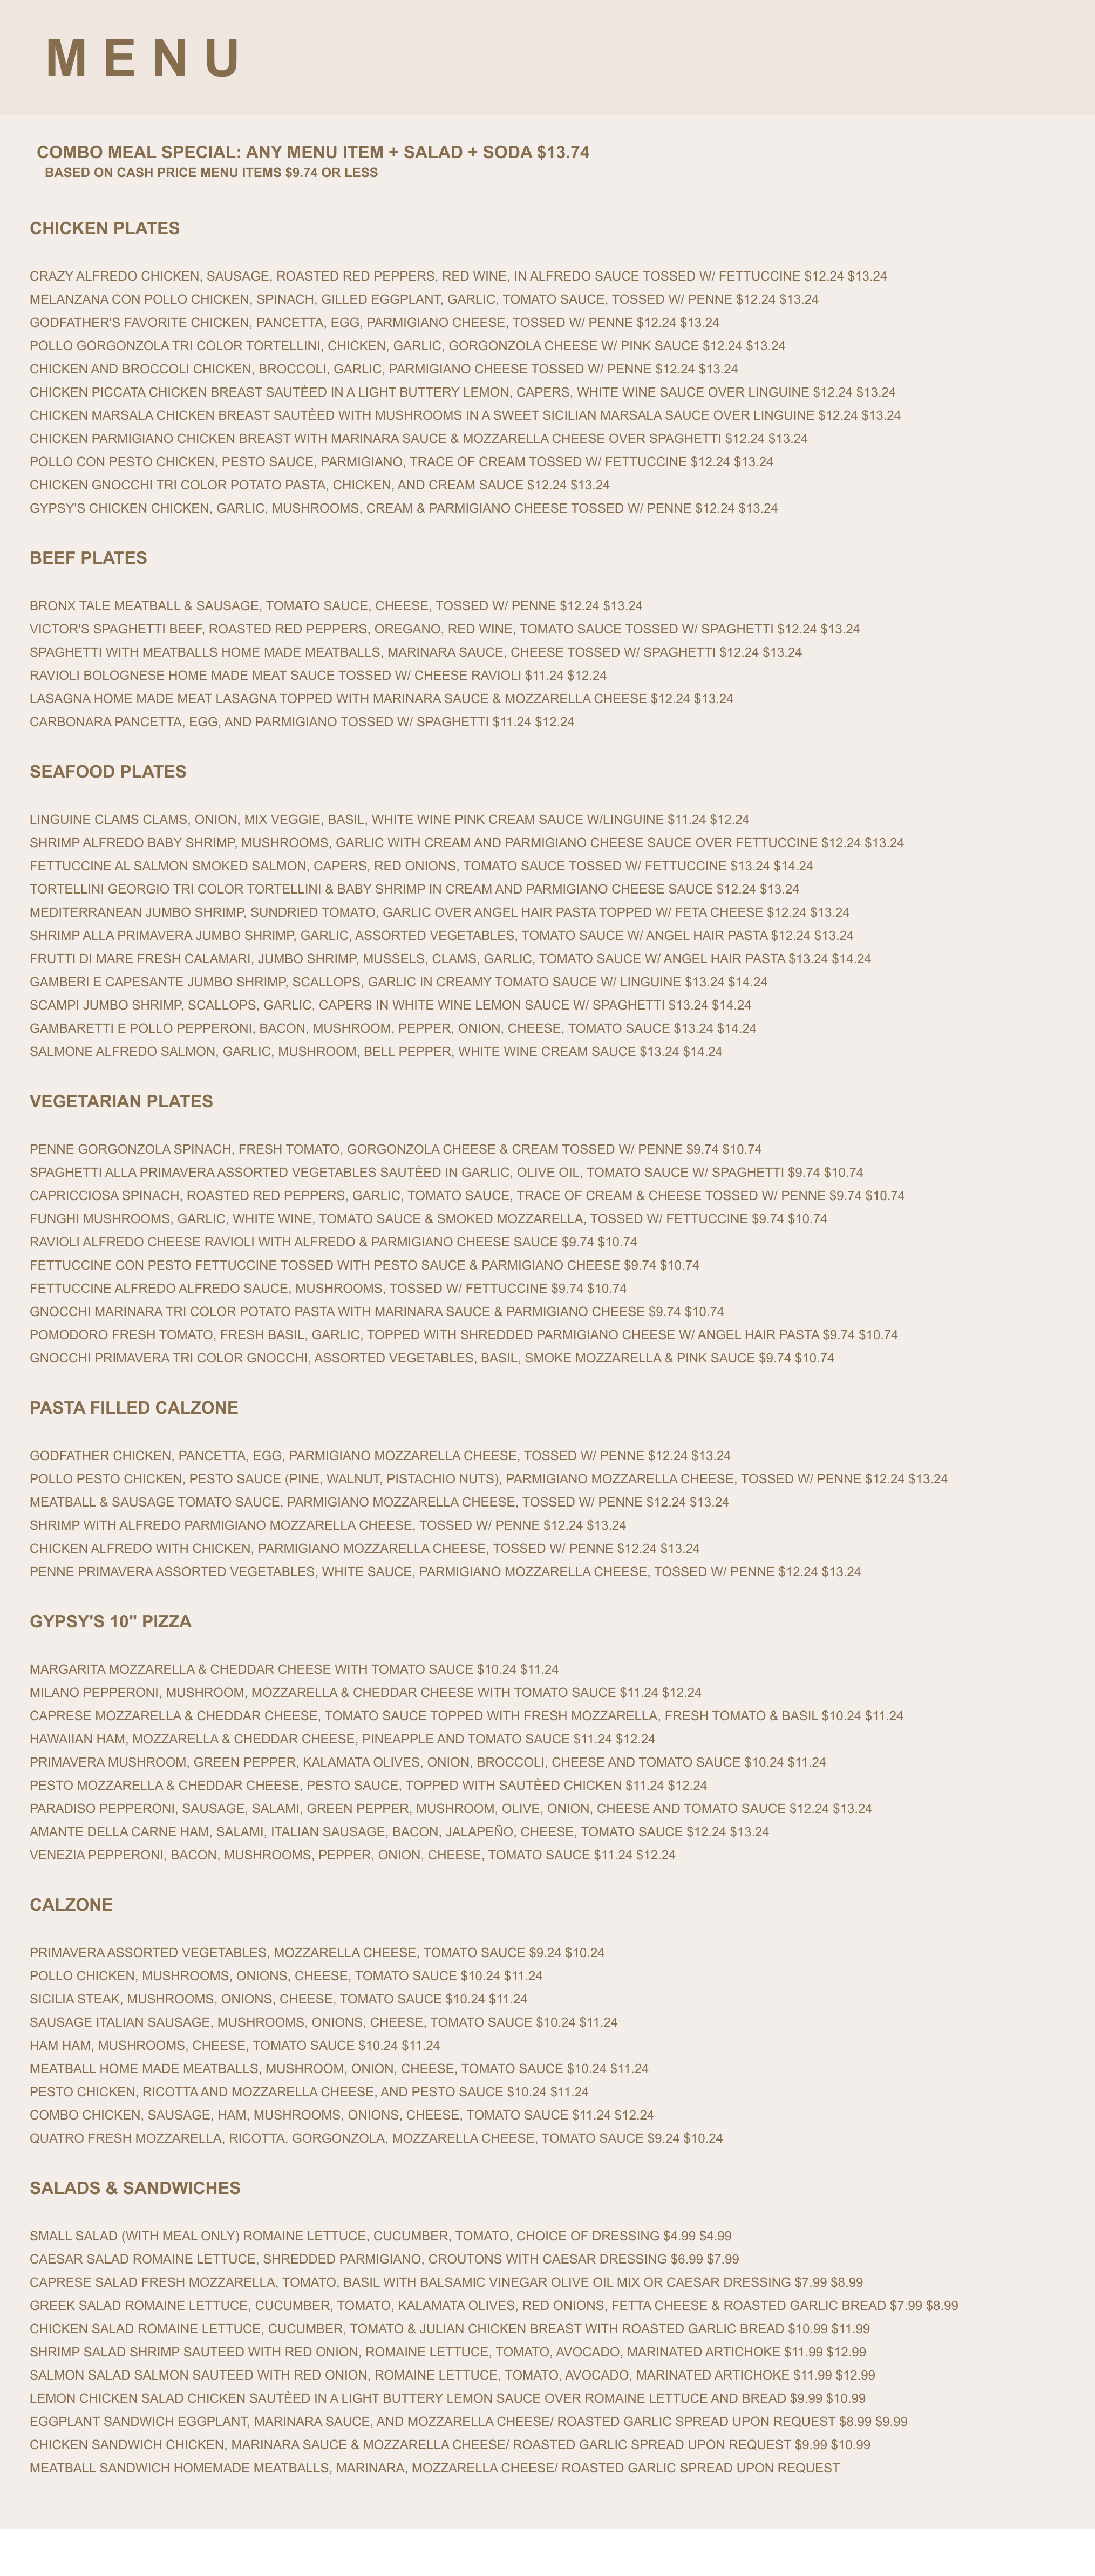 MENU
COMBO MEAL SPECIAL: ANY MENU ITEM + SALAD + SODA $13.74
BASED ON CASH PRICE MENU ITEMS $9.74 OR LESS
CHICKEN PLATES
CRAZY ALFREDO CHICKEN, SAUSAGE, ROASTED RED PEPPERS, RED WINE, IN ALFREDO SAUCE TOSSED W/ FETTUCCINE $12.24 $13.24
MELANZANA CON POLLO CHICKEN, SPINACH, GILLED EGGPLANT, GARLIC, TOMATO SAUCE, TOSSED W/ PENNE $12.24 $13.24
GODFATHER'S FAVORITE CHICKEN, PANCETTA, EGG, PARMIGIANO CHEESE, TOSSED W/ PENNE $12.24 $13.24
POLLO GORGONZOLA TRI COLOR TORTELLINI, CHICKEN, GARLIC, GORGONZOLA CHEESE W/ PINK SAUCE $12.24 $13.24
CHICKEN AND BROCCOLI CHICKEN, BROCCOLI, GARLIC, PARMIGIANO CHEESE TOSSED W/ PENNE $12.24 $13.24
CHICKEN PICCATA CHICKEN BREAST SAUTÈED IN A LIGHT BUTTERY LEMON, CAPERS, WHITE WINE SAUCE OVER LINGUINE $12.24 $13.24
CHICKEN MARSALA CHICKEN BREAST SAUTÈED WITH MUSHROOMS IN A SWEET SICILIAN MARSALA SAUCE OVER LINGUINE $12.24 $13.24
CHICKEN PARMIGIANO CHICKEN BREAST WITH MARINARA SAUCE & MOZZARELLA CHEESE OVER SPAGHETTI $12.24 $13.24
POLLO CON PESTO CHICKEN, PESTO SAUCE, PARMIGIANO, TRACE OF CREAM TOSSED W/ FETTUCCINE $12.24 $13.24
CHICKEN GNOCCHI TRI COLOR POTATO PASTA, CHICKEN, AND CREAM SAUCE $12.24 $13.24
GYPSY'S CHICKEN CHICKEN, GARLIC, MUSHROOMS, CREAM & PARMIGIANO CHEESE TOSSED W/ PENNE $12.24 $13.24
BEEF PLATES
BRONX TALE MEATBALL & SAUSAGE, TOMATO SAUCE, CHEESE, TOSSED W/ PENNE $12.24 $13.24
VICTOR'S SPAGHETTI BEEF, ROASTED RED PEPPERS, OREGANO, RED WINE, TOMATO SAUCE TOSSED W/ SPAGHETTI $12.24 $13.24
SPAGHETTI WITH MEATBALLS HOME MADE MEATBALLS, MARINARA SAUCE, CHEESE TOSSED W/ SPAGHETTI $12.24 $13.24
RAVIOLI BOLOGNESE HOME MADE MEAT SAUCE TOSSED W/ CHEESE RAVIOLI $11.24 $12.24
LASAGNA HOME MADE MEAT LASAGNA TOPPED WITH MARINARA SAUCE & MOZZARELLA CHEESE $12.24 $13.24
CARBONARA PANCETTA, EGG, AND PARMIGIANO TOSSED W/ SPAGHETTI $11.24 $12.24
SEAFOOD PLATES
LINGUINE CLAMS CLAMS, ONION, MIX VEGGIE, BASIL, WHITE WINE PINK CREAM SAUCE W/LINGUINE $11.24 $12.24
SHRIMP ALFREDO BABY SHRIMP, MUSHROOMS, GARLIC WITH CREAM AND PARMIGIANO CHEESE SAUCE OVER FETTUCCINE $12.24 $13.24
FETTUCCINE AL SALMON SMOKED SALMON, CAPERS, RED ONIONS, TOMATO SAUCE TOSSED W/ FETTUCCINE $13.24 $14.24
TORTELLINI GEORGIO TRI COLOR TORTELLINI & BABY SHRIMP IN CREAM AND PARMIGIANO CHEESE SAUCE $12.24 $13.24
MEDITERRANEAN JUMBO SHRIMP, SUNDRIED TOMATO, GARLIC OVER ANGEL HAIR PASTA TOPPED W/ FETA CHEESE $12.24 $13.24
SHRIMP ALLA PRIMAVERA JUMBO SHRIMP, GARLIC, ASSORTED VEGETABLES, TOMATO SAUCE W/ ANGEL HAIR PASTA $12.24 $13.24
FRUTTI DI MARE FRESH CALAMARI, JUMBO SHRIMP, MUSSELS, CLAMS, GARLIC, TOMATO SAUCE W/ ANGEL HAIR PASTA $13.24 $14.24
GAMBERI E CAPESANTE JUMBO SHRIMP, SCALLOPS, GARLIC IN CREAMY TOMATO SAUCE W/ LINGUINE $13.24 $14.24
SCAMPI JUMBO SHRIMP, SCALLOPS, GARLIC, CAPERS IN WHITE WINE LEMON SAUCE W/ SPAGHETTI $13.24 $14.24
GAMBARETTI E POLLO PEPPERONI, BACON, MUSHROOM, PEPPER, ONION, CHEESE, TOMATO SAUCE $13.24 $14.24
SALMONE ALFREDO SALMON, GARLIC, MUSHROOM, BELL PEPPER, WHITE WINE CREAM SAUCE $13.24 $14.24
VEGETARIAN PLATES
PENNE GORGONZOLA SPINACH, FRESH TOMATO, GORGONZOLA CHEESE & CREAM TOSSED W/ PENNE $9.74 $10.74
SPAGHETTI ALLA PRIMAVERA ASSORTED VEGETABLES SAUTÈED IN GARLIC, OLIVE OIL, TOMATO SAUCE W/ SPAGHETTI $9.74 $10.74
CAPRICCIOSA SPINACH, ROASTED RED PEPPERS, GARLIC, TOMATO SAUCE, TRACE OF CREAM & CHEESE TOSSED W/ PENNE $9.74 $10.74
FUNGHI MUSHROOMS, GARLIC, WHITE WINE, TOMATO SAUCE & SMOKED MOZZARELLA, TOSSED W/ FETTUCCINE $9.74 $10.74
RAVIOLI ALFREDO CHEESE RAVIOLI WITH ALFREDO & PARMIGIANO CHEESE SAUCE $9.74 $10.74
FETTUCCINE CON PESTO FETTUCCINE TOSSED WITH PESTO SAUCE & PARMIGIANO CHEESE $9.74 $10.74
FETTUCCINE ALFREDO ALFREDO SAUCE, MUSHROOMS, TOSSED W/ FETTUCCINE $9.74 $10.74
GNOCCHI MARINARA TRI COLOR POTATO PASTA WITH MARINARA SAUCE & PARMIGIANO CHEESE $9.74 $10.74
POMODORO FRESH TOMATO, FRESH BASIL, GARLIC, TOPPED WITH SHREDDED PARMIGIANO CHEESE W/ ANGEL HAIR PASTA $9.74 $10.74
GNOCCHI PRIMAVERA TRI COLOR GNOCCHI, ASSORTED VEGETABLES, BASIL, SMOKE MOZZARELLA & PINK SAUCE $9.74 $10.74
PASTA FILLED CALZONE
GODFATHER CHICKEN, PANCETTA, EGG, PARMIGIANO MOZZARELLA CHEESE, TOSSED W/ PENNE $12.24 $13.24
POLLO PESTO CHICKEN, PESTO SAUCE (PINE, WALNUT, PISTACHIO NUTS), PARMIGIANO MOZZARELLA CHEESE, TOSSED W/ PENNE $12.24 $13.24
MEATBALL & SAUSAGE TOMATO SAUCE, PARMIGIANO MOZZARELLA CHEESE, TOSSED W/ PENNE $12.24 $13.24
SHRIMP WITH ALFREDO PARMIGIANO MOZZARELLA CHEESE, TOSSED W/ PENNE $12.24 $13.24
CHICKEN ALFREDO WITH CHICKEN, PARMIGIANO MOZZARELLA CHEESE, TOSSED W/ PENNE $12.24 $13.24
PENNE PRIMAVERA ASSORTED VEGETABLES, WHITE SAUCE, PARMIGIANO MOZZARELLA CHEESE, TOSSED W/ PENNE $12.24 $13.24
GYPSY'S 10" PIZZA
MARGARITA MOZZARELLA & CHEDDAR CHEESE WITH TOMATO SAUCE $10.24 $11.24
MILANO PEPPERONI, MUSHROOM, MOZZARELLA & CHEDDAR CHEESE WITH TOMATO SAUCE $11.24 $12.24
CAPRESE MOZZARELLA & CHEDDAR CHEESE, TOMATO SAUCE TOPPED WITH FRESH MOZZARELLA, FRESH TOMATO & BASIL $10.24 $11.24
HAWAIIAN HAM, MOZZARELLA & CHEDDAR CHEESE, PINEAPPLE AND TOMATO SAUCE $11.24 $12.24
PRIMAVERA MUSHROOM, GREEN PEPPER, KALAMATA OLIVES, ONION, BROCCOLI, CHEESE AND TOMATO SAUCE $10.24 $11.24
PESTO MOZZARELLA & CHEDDAR CHEESE, PESTO SAUCE, TOPPED WITH SAUTÈED CHICKEN $11.24 $12.24
PARADISO PEPPERONI, SAUSAGE, SALAMI, GREEN PEPPER, MUSHROOM, OLIVE, ONION, CHEESE AND TOMATO SAUCE $12.24 $13.24
AMANTE DELLA CARNE HAM, SALAMI, ITALIAN SAUSAGE, BACON, JALAPEÑO, CHEESE, TOMATO SAUCE $12.24 $13.24
VENEZIA PEPPERONI, BACON, MUSHROOMS, PEPPER, ONION, CHEESE, TOMATO SAUCE $11.24 $12.24
CALZONE
PRIMAVERA ASSORTED VEGETABLES, MOZZARELLA CHEESE, TOMATO SAUCE $9.24 $10.24
POLLO CHICKEN, MUSHROOMS, ONIONS, CHEESE, TOMATO SAUCE $10.24 $11.24
SICILIA STEAK, MUSHROOMS, ONIONS, CHEESE, TOMATO SAUCE $10.24 $11.24
SAUSAGE ITALIAN SAUSAGE, MUSHROOMS, ONIONS, CHEESE, TOMATO SAUCE $10.24 $11.24
HAM HAM, MUSHROOMS, CHEESE, TOMATO SAUCE $10.24 $11.24
MEATBALL HOME MADE MEATBALLS, MUSHROOM, ONION, CHEESE, TOMATO SAUCE $10.24 $11.24
PESTO CHICKEN, RICOTTA AND MOZZARELLA CHEESE, AND PESTO SAUCE $10.24 $11.24
COMBO CHICKEN, SAUSAGE, HAM, MUSHROOMS, ONIONS, CHEESE, TOMATO SAUCE $11.24 $12.24
QUATRO FRESH MOZZARELLA, RICOTTA, GORGONZOLA, MOZZARELLA CHEESE, TOMATO SAUCE $9.24 $10.24
SALADS & SANDWICHES
SMALL SALAD (WITH MEAL ONLY) ROMAINE LETTUCE, CUCUMBER, TOMATO, CHOICE OF DRESSING $4.99 $4.99
CAESAR SALAD ROMAINE LETTUCE, SHREDDED PARMIGIANO, CROUTONS WITH CAESAR DRESSING $6.99 $7.99
CAPRESE SALAD FRESH MOZZARELLA, TOMATO, BASIL WITH BALSAMIC VINEGAR OLIVE OIL MIX OR CAESAR DRESSING $7.99 $8.99
GREEK SALAD ROMAINE LETTUCE, CUCUMBER, TOMATO, KALAMATA OLIVES, RED ONIONS, FETTA CHEESE & ROASTED GARLIC BREAD $7.99 $8.99
CHICKEN SALAD ROMAINE LETTUCE, CUCUMBER, TOMATO & JULIAN CHICKEN BREAST WITH ROASTED GARLIC BREAD $10.99 $11.99
SHRIMP SALAD SHRIMP SAUTEED WITH RED ONION, ROMAINE LETTUCE, TOMATO, AVOCADO, MARINATED ARTICHOKE $11.99 $12.99
SALMON SALAD SALMON SAUTEED WITH RED ONION, ROMAINE LETTUCE, TOMATO, AVOCADO, MARINATED ARTICHOKE $11.99 $12.99
LEMON CHICKEN SALAD CHICKEN SAUTÈED IN A LIGHT BUTTERY LEMON SAUCE OVER ROMAINE LETTUCE AND BREAD $9.99 $10.99
EGGPLANT SANDWICH EGGPLANT, MARINARA SAUCE, AND MOZZARELLA CHEESE/ ROASTED GARLIC SPREAD UPON REQUEST $8.99 $9.99
CHICKEN SANDWICH CHICKEN, MARINARA SAUCE & MOZZARELLA CHEESE/ ROASTED GARLIC SPREAD UPON REQUEST $9.99 $10.99
MEATBALL SANDWICH HOMEMADE MEATBALLS, MARINARA, MOZZARELLA CHEESE/ ROASTED GARLIC SPREAD UPON REQUEST